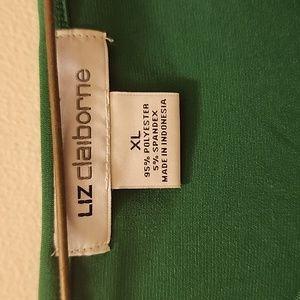 LIZ claiborne
XL
95% POLYESTER
5% SPANDEX
MADE IN INDONESIA